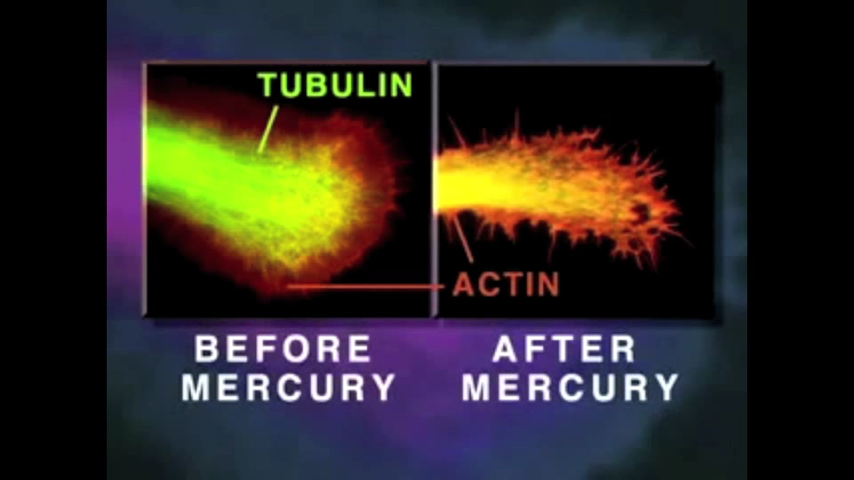 TUBULIN
ACTIN
BEFORE
MERCURY
AFTER
MERCURY